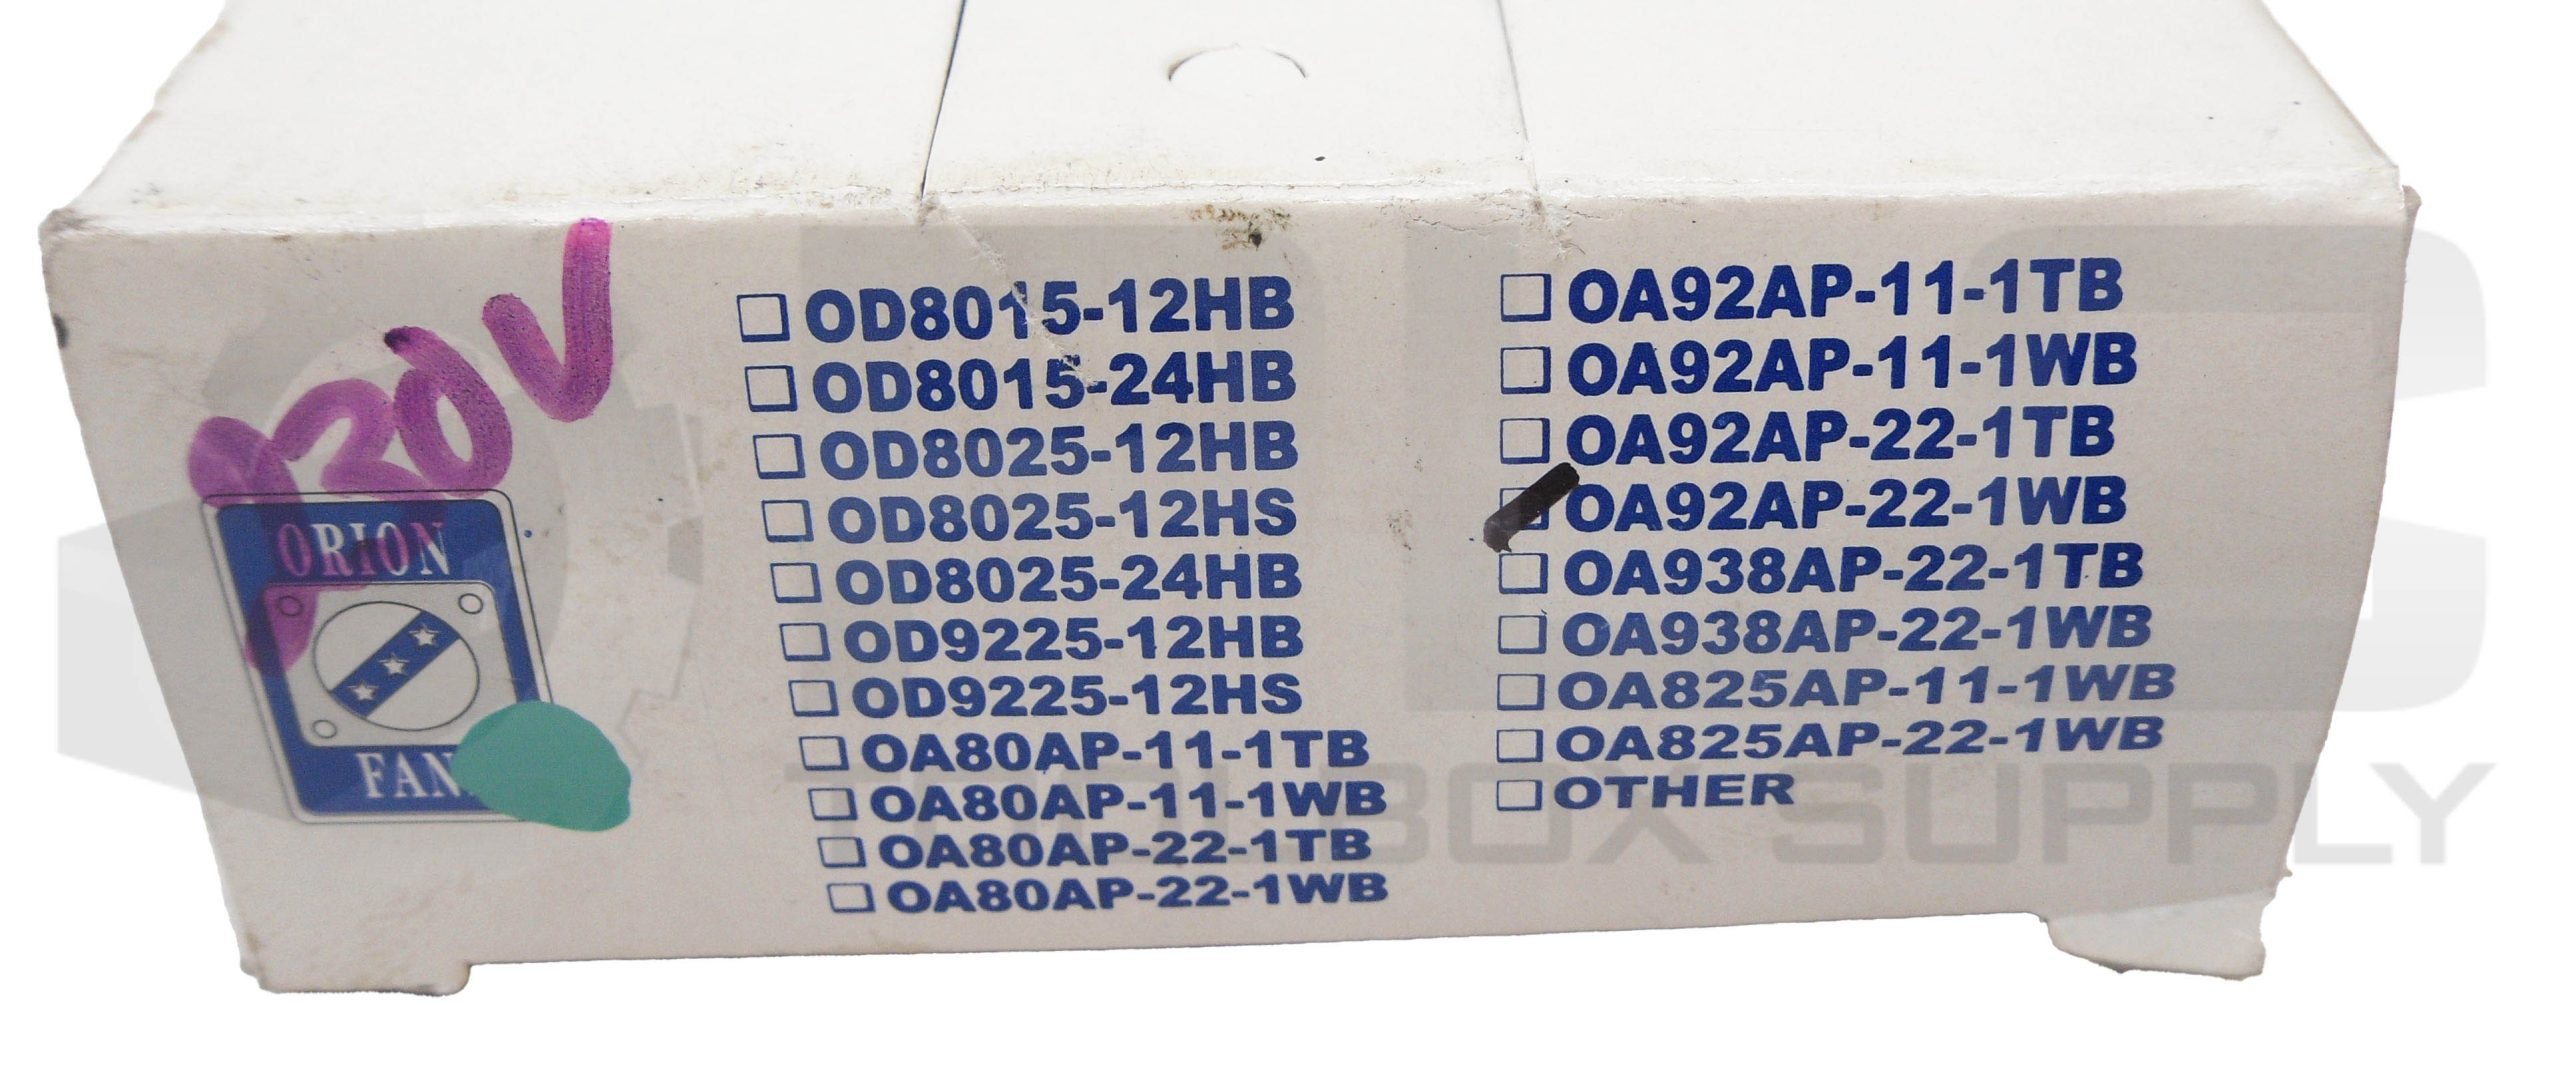 230V
ORION
FANS
OD8015-12HB
OD8015-24HB
OD8025-12HB
OD8025-12HS
OD8025-24HB
OD9225-12HB
OD9225-12HS
OA80AP-11-1TB
OA80AP-11-1WB
OA80AP-22-1TB
OA80AP-22-1WB
OA92AP-11-1TB
OA92AP-11-1WB
OA92AP-22-1TB
OA92AP-22-1WB
OA938AP-22-1TB
OA938AP-22-1WB
OA825AP-11-1WB
OA825AP-22-1WB
OTHER
TOOL BOX SUPPLY